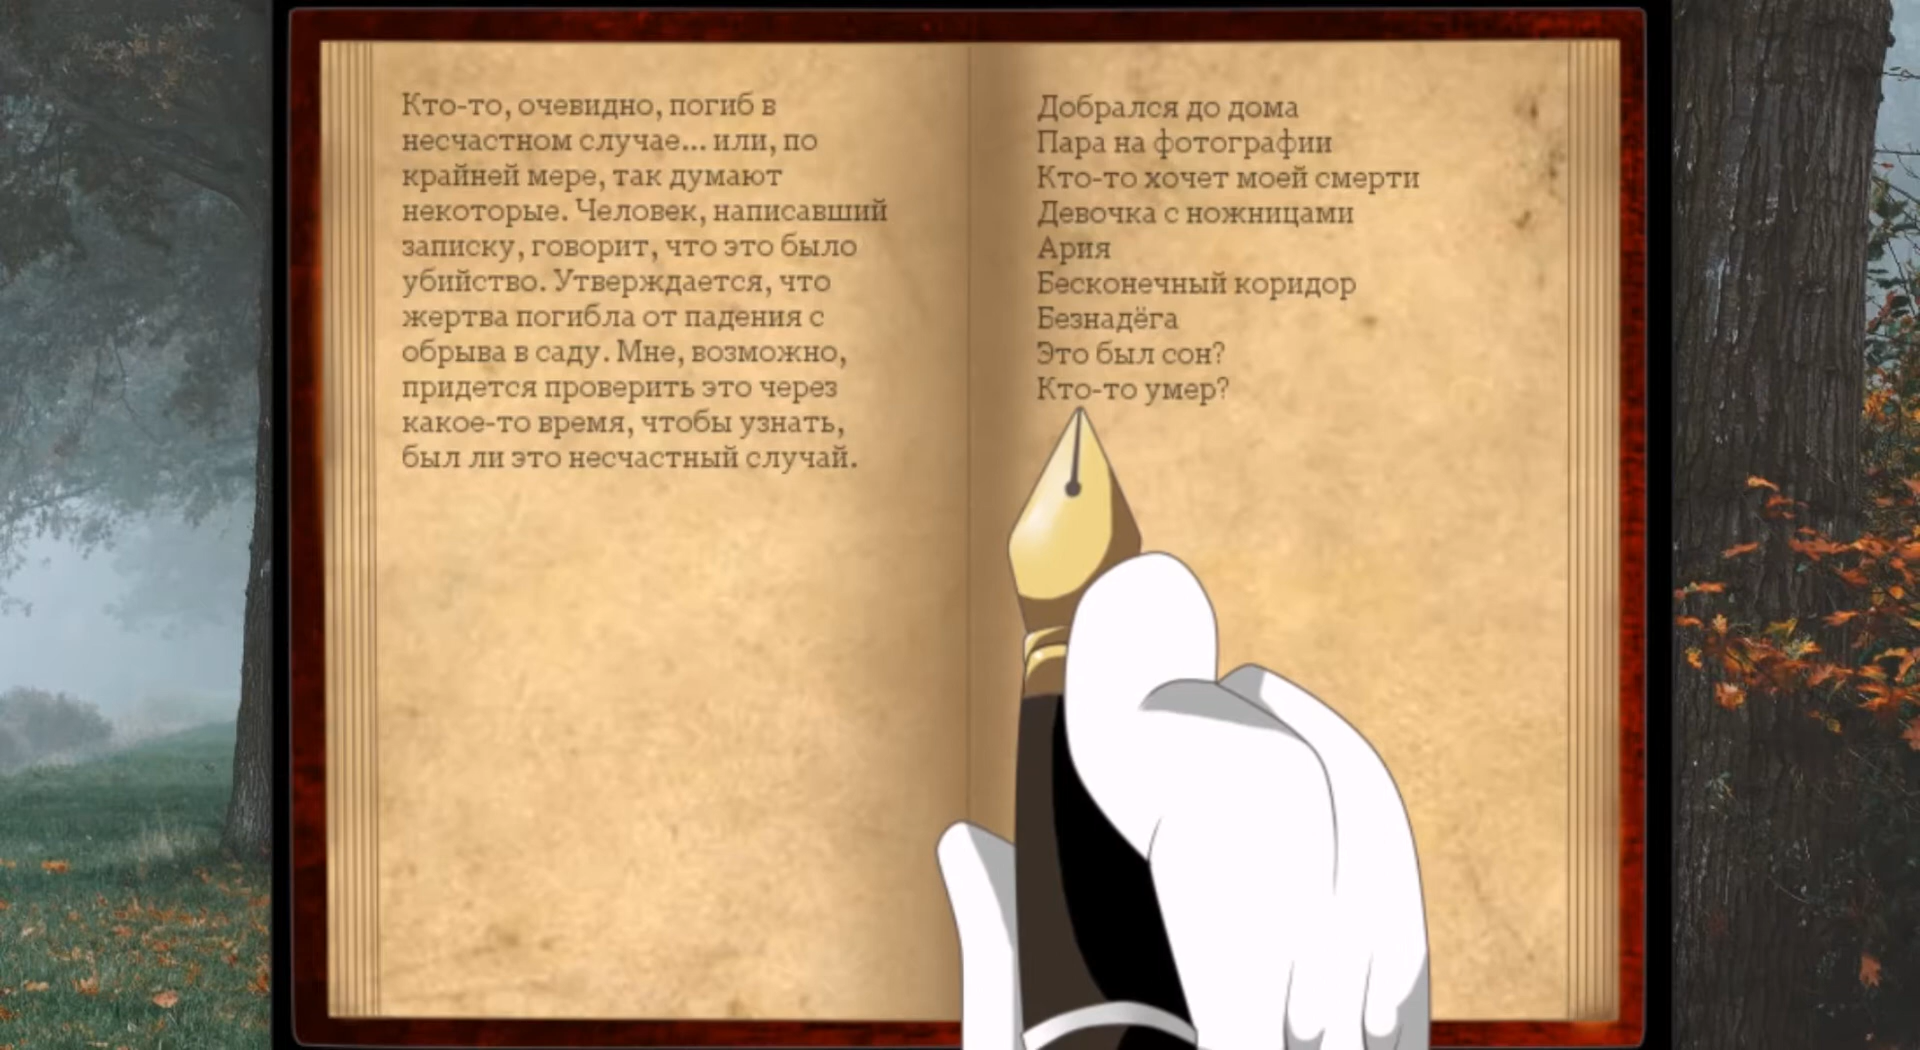 Кто-то, очевидно, погиб в
несчастном случае... или, по
крайней мере, так думают
некоторые. Человек, написавший
записку, говорит, что это было
убийство. Утверждается, что
жертва погибла от падения с
обрыва в саду. Мне, возможно,
придется проверить это через
какое-то время, чтобы узнать,
был ли это несчастный случай.
Добрался до дома
Пара на фотографии
Кто-то хочет моей смерти
Девочка с ножницами
Ария
Бесконечный коридор
Безнадёга
Это был сон?
Кто-то умер?